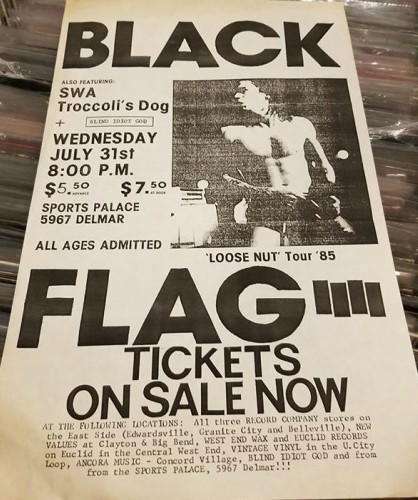 BLACK
ALSO FEATURING:
SWA
Troccoli's Dog
+ BLIND IDIOT GOD
WEDNESDAY
JULY 31st
8:00 P.M.
$5.50 ADVANCE $7.50 AT DOOR
SPORTS PALACE
5967 DELMAR
ALL AGES ADMITTED
'LOOSE NUT' Tour '85
FLAG
TICKETS
ON SALE NOW
AT THE FOLLOWING LOCATIONS: All three RECORD COMPANY stores on
the East Side (Edwardsville, Granite City and Belleville), NEW
VALUES at Clayton & Big Bend, WEST END WAX and EUCLID RECORDS
on Euclid in the Central West End, VINTAGE VINYL in the U.City
Loop, ANCORA MUSIC - Concord Village, BLIND IDIOT GOD and from
from the SPORTS PALACE, 5967 Delmar!!!